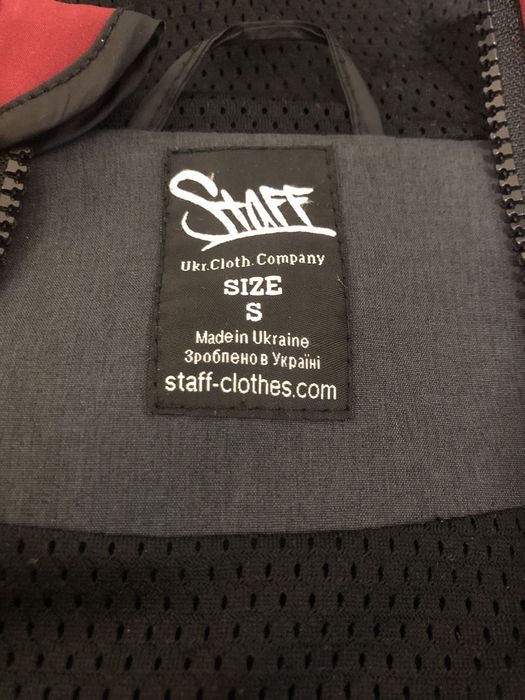 Staff
Ukr.Cloth.Company
SIZE
S
Made in Ukraine
Зроблено в Україні
staff-clothes.com